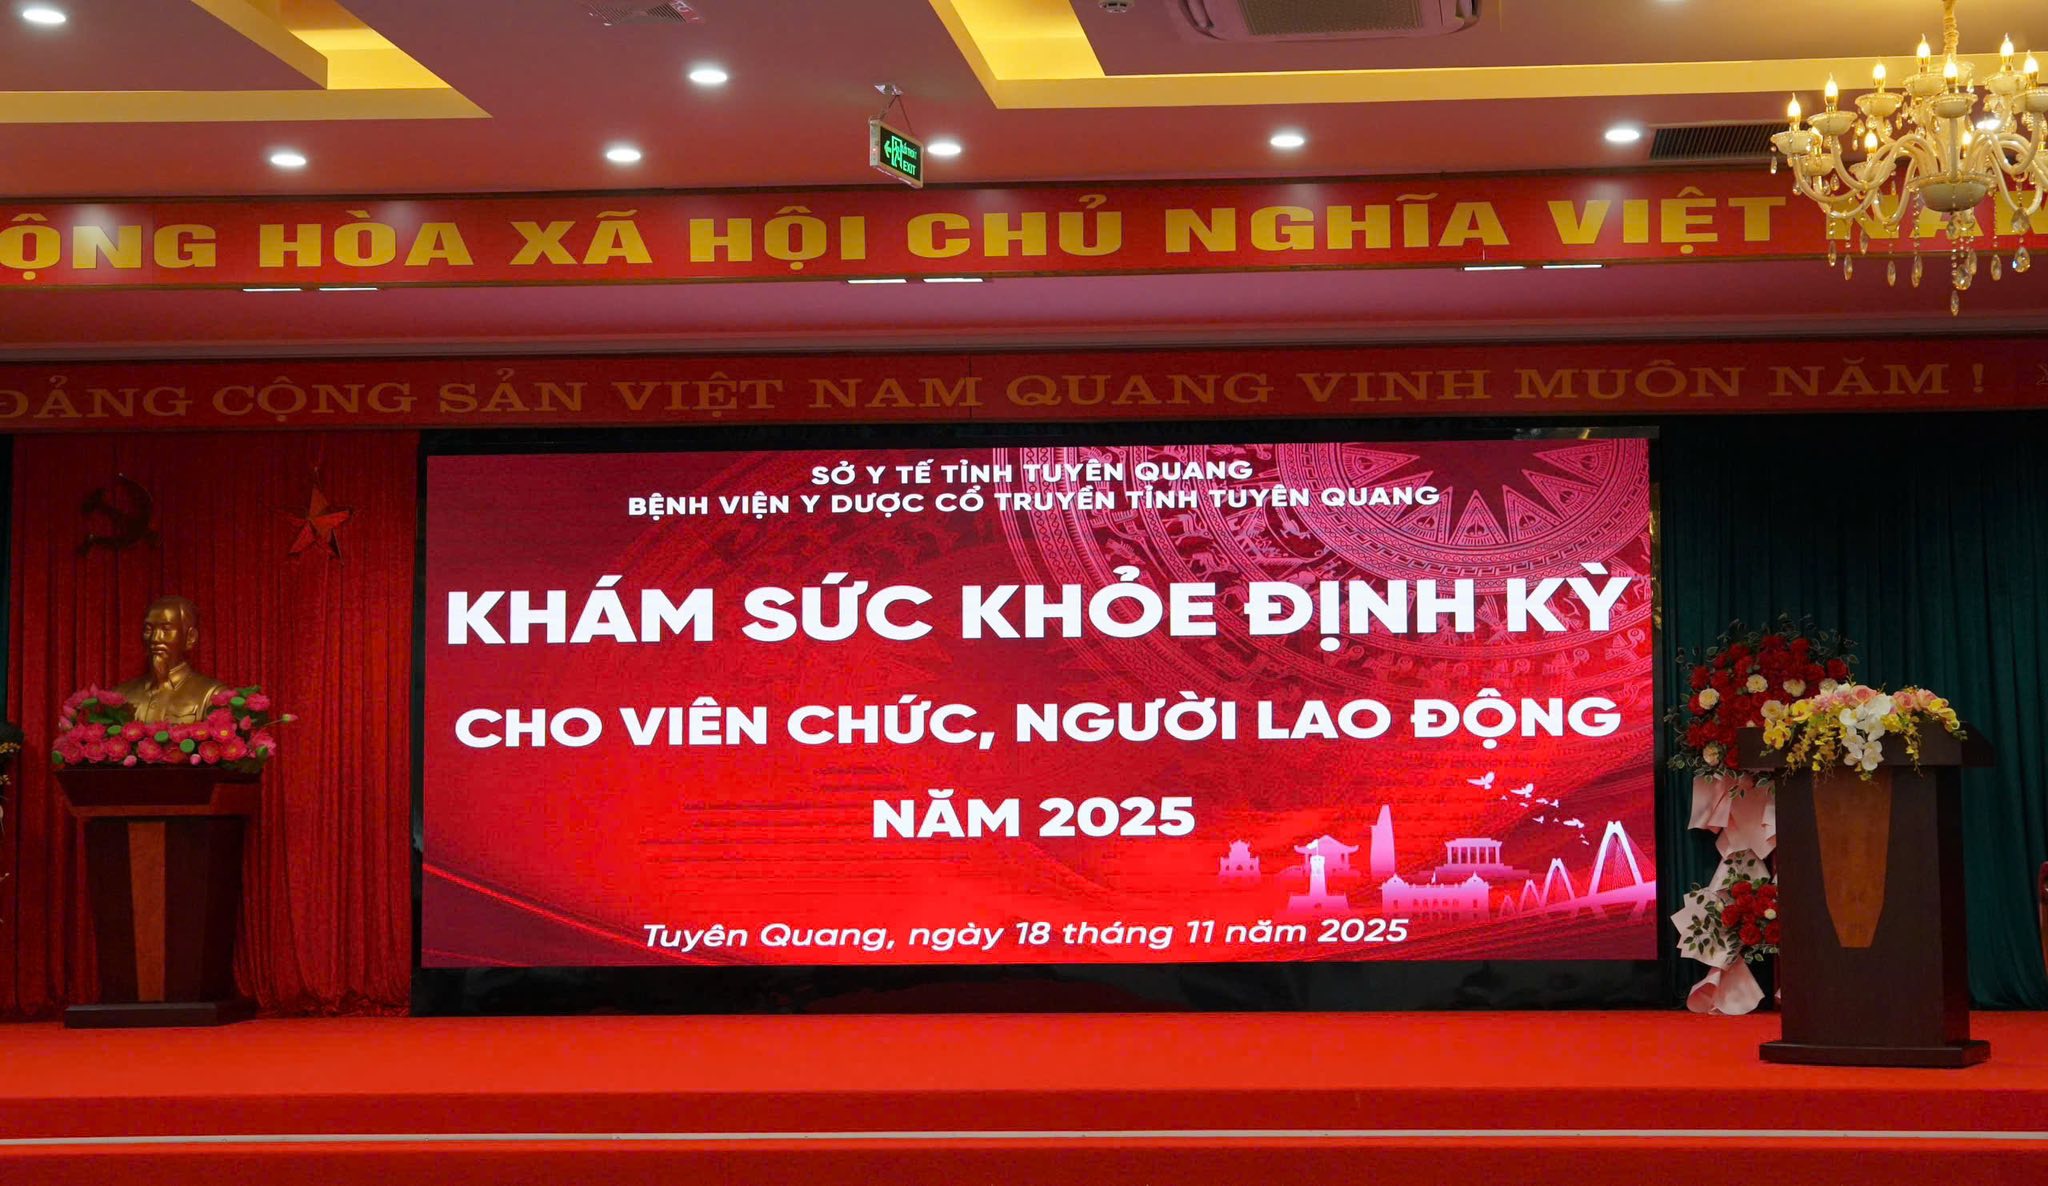 ỘNG HÒA XÃ HỘI CHỦ NGHĨA VIỆT NAM
ĐẢNG CỘNG SẢN VIỆT NAM QUANG VINH MUÔN NĂM !
EXIT
SỞ Y TẾ TỈNH TUYÊN QUANG
BỆNH VIỆN Y DƯỢC CỔ TRUYỀN TỈNH TUYÊN QUANG
KHÁM SỨC KHỎE ĐỊNH KỲ
CHO VIÊN CHỨC, NGƯỜI LAO ĐỘNG
NĂM 2025
Tuyên Quang, ngày 18 tháng 11 năm 2025